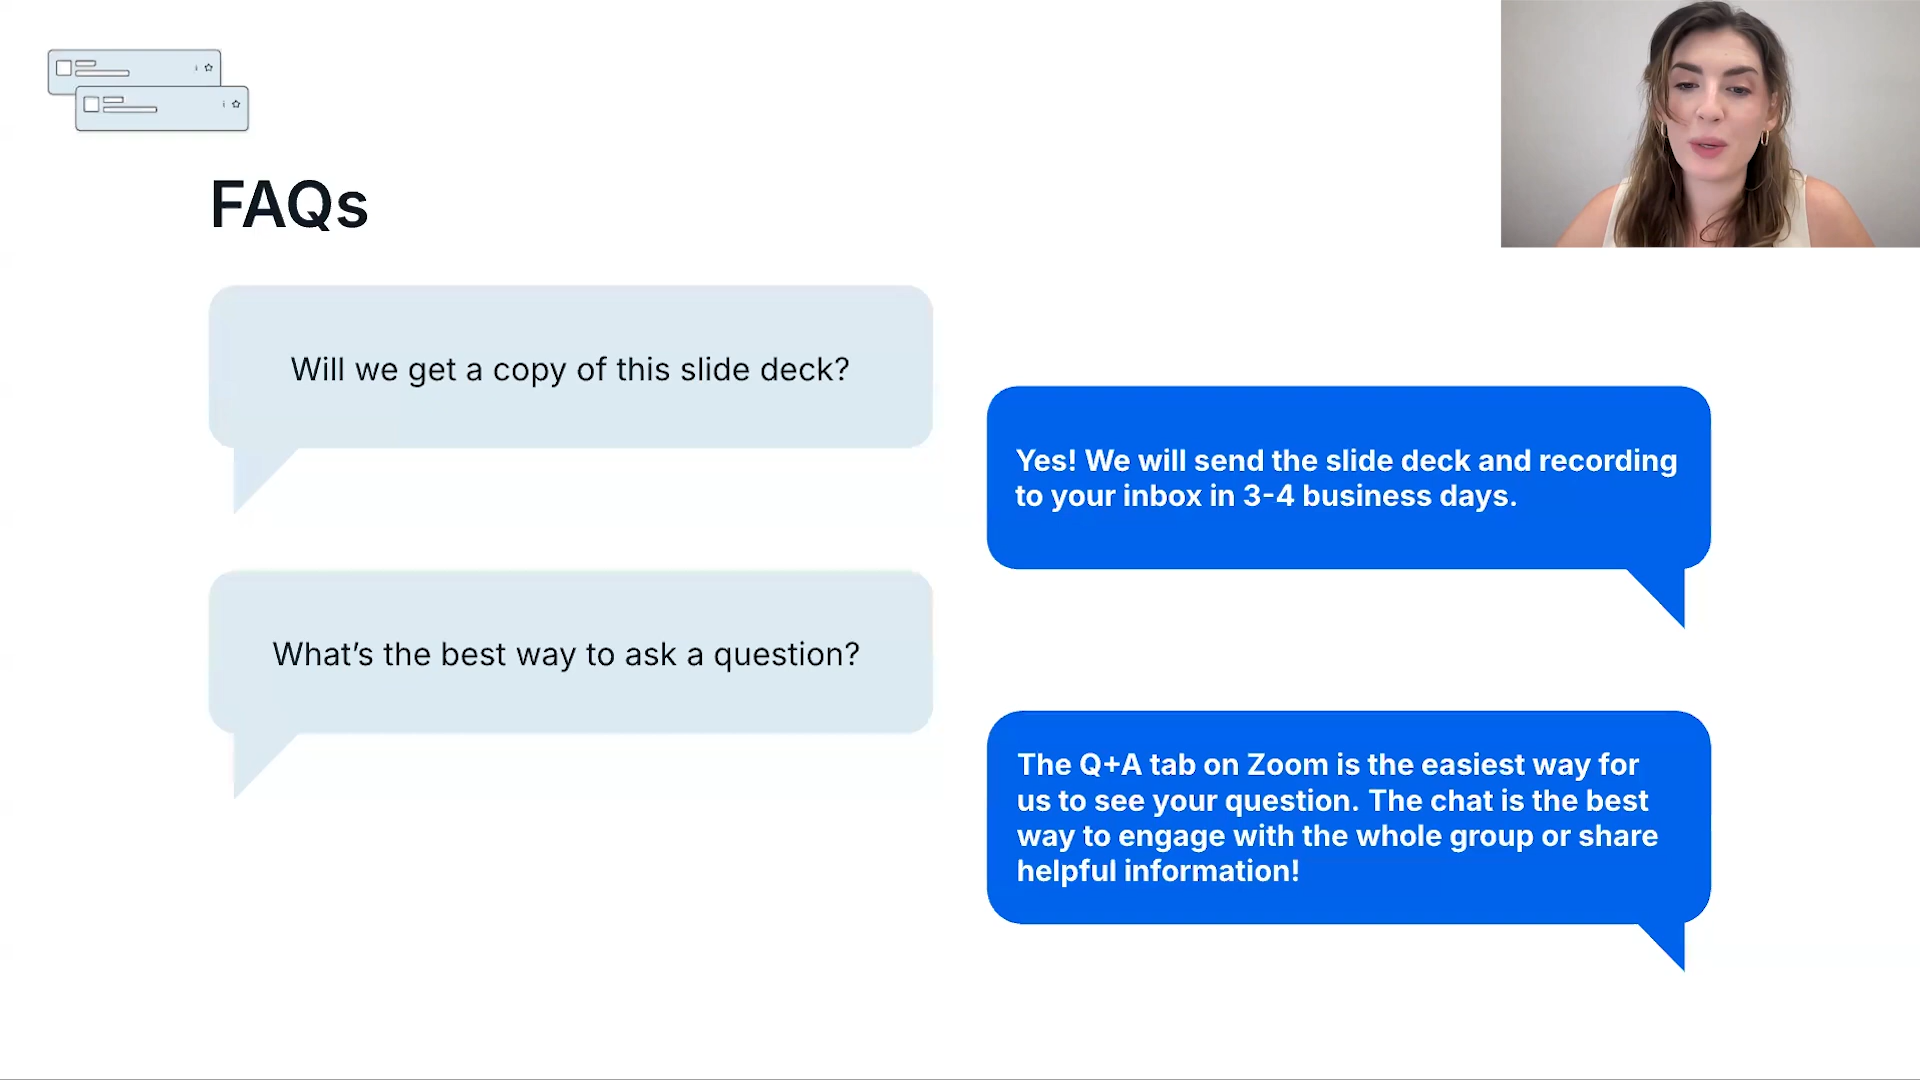 FAQs
Will we get a copy of this slide deck?
Yes! We will send the slide deck and recording
to your inbox in 3-4 business days.
What’s the best way to ask a question?
The Q+A tab on Zoom is the easiest way for
us to see your question. The chat is the best
way to engage with the whole group or share
helpful information!